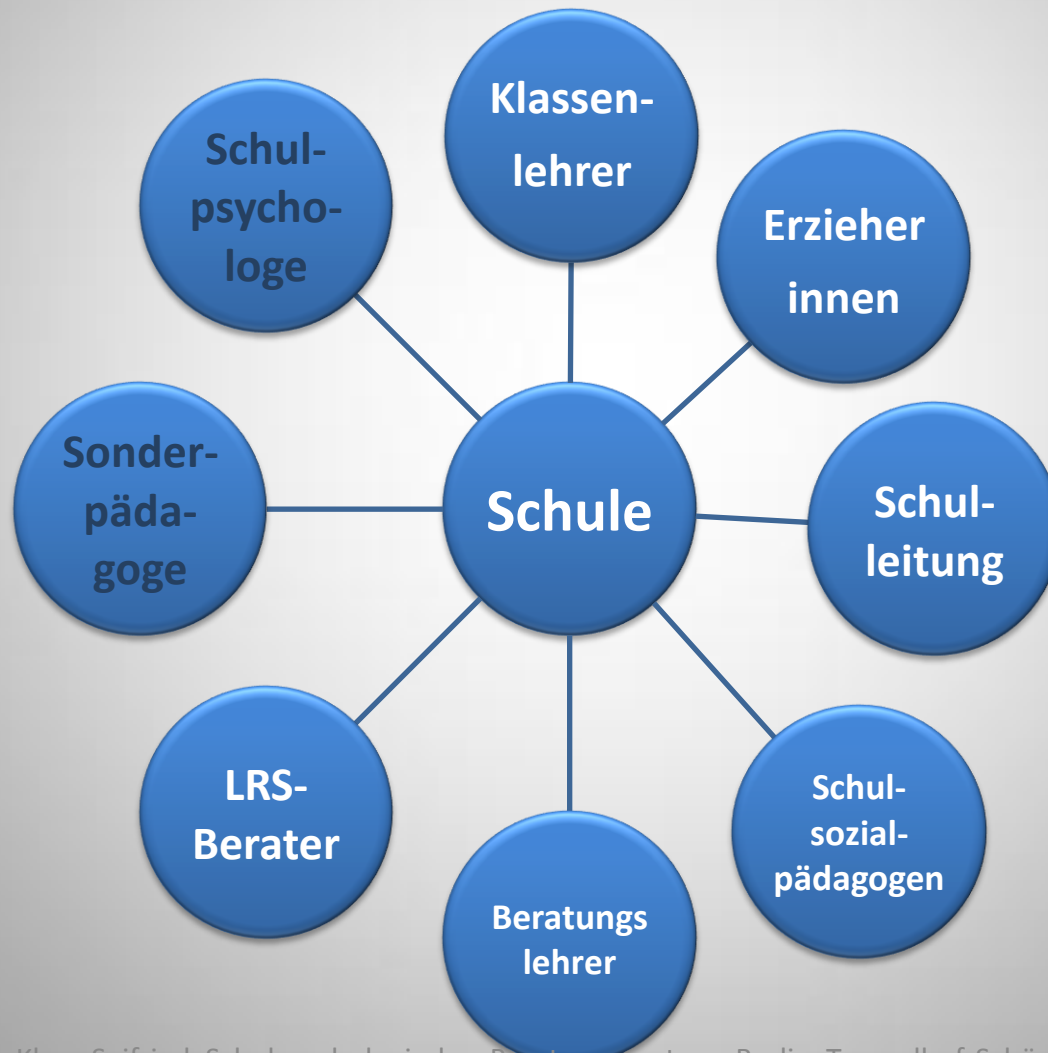 Klassen-
lehrer
Schul-
psycho-
loge
Erzieher
innen
Sonder-
päda-
goge
Schule
Schul-
leitung
LRS-
Berater
Schul-
sozial-
pädagogen
Beratungs
lehrer